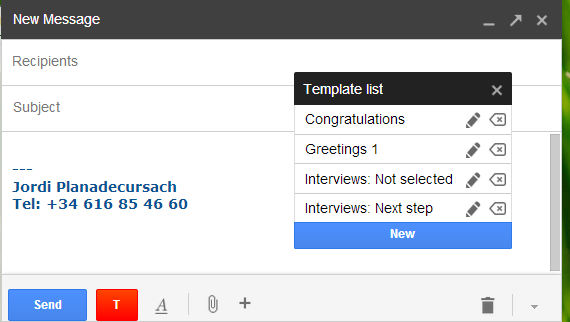 New Message
Recipients
Subject
Template list
Congratulations
Greetings 1
Interviews: Not selected
Interviews: Next step
New
---
Jordi Planadecursach
Tel: +34 616 85 46 60
Send
T
A